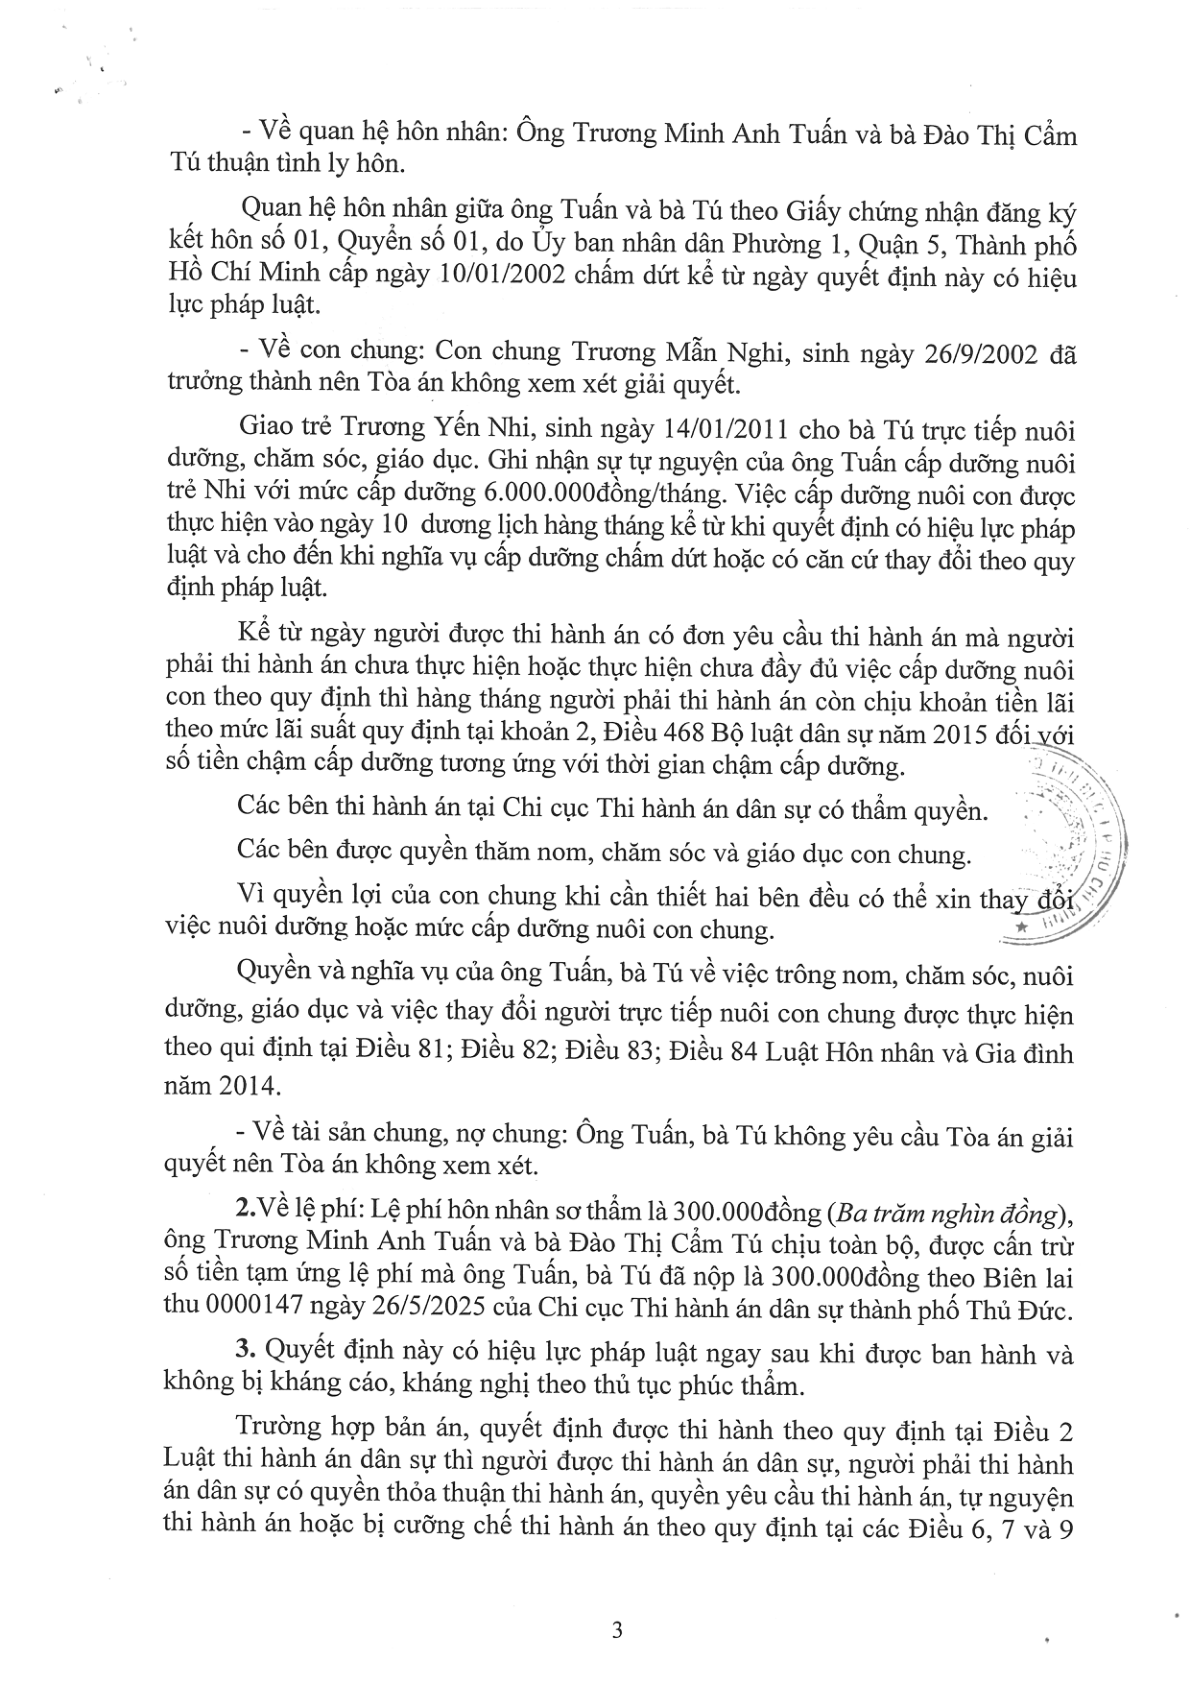 - Về quan hệ hôn nhân: Ông Trương Minh Anh Tuấn và bà Đào Thị Cẩm
Tú thuận tình ly hôn.
Quan hệ hôn nhân giữa ông Tuấn và bà Tú theo Giấy chứng nhận đăng ký
kết hôn số 01, Quyển số 01, do Ủy ban nhân dân Phường 1, Quận 5, Thành phố
Hồ Chí Minh cấp ngày 10/01/2002 chấm dứt kể từ ngày quyết định này có hiệu
lực pháp luật.
- Về con chung: Con chung Trương Mẫn Nghi, sinh ngày 26/9/2002 đã
trưởng thành nên Tòa án không xem xét giải quyết.
Giao trẻ Trương Yến Nhi, sinh ngày 14/01/2011 cho bà Tú trực tiếp nuôi
dưỡng, chăm sóc, giáo dục. Ghi nhận sự tự nguyện của ông Tuấn cấp dưỡng nuôi
trẻ Nhi với mức cấp dưỡng 6.000.000đồng/tháng. Việc cấp dưỡng nuôi con được
thực hiện vào ngày 10 dương lịch hàng tháng kể từ khi quyết định có hiệu lực pháp
luật và cho đến khi nghĩa vụ cấp dưỡng chấm dứt hoặc có căn cứ thay đổi theo quy
định pháp luật.
Kể từ ngày người được thi hành án có đơn yêu cầu thi hành án mà người
phải thi hành án chưa thực hiện hoặc thực hiện chưa đầy đủ việc cấp dưỡng nuôi
con theo quy định thì hàng tháng người phải thi hành án còn chịu khoản tiền lãi
theo mức lãi suất quy định tại khoản 2, Điều 468 Bộ luật dân sự năm 2015 đối với
số tiền chậm cấp dưỡng tương ứng với thời gian chậm cấp dưỡng.
Các bên thi hành án tại Chi cục Thi hành án dân sự có thẩm quyền.
Các bên được quyền thăm nom, chăm sóc và giáo dục con chung.
Vì quyền lợi của con chung khi cần thiết hai bên đều có thể xin thay đổi
việc nuôi dưỡng hoặc mức cấp dưỡng nuôi con chung.
Quyền và nghĩa vụ của ông Tuấn, bà Tú về việc trông nom, chăm sóc, nuôi
dưỡng, giáo dục và việc thay đổi người trực tiếp nuôi con chung được thực hiện
theo qui định tại Điều 81; Điều 82; Điều 83; Điều 84 Luật Hôn nhân và Gia đình
năm 2014.
- Về tài sản chung, nợ chung: Ông Tuấn, bà Tú không yêu cầu Tòa án giải
quyết nên Tòa án không xem xét.
2.Về lệ phí: Lệ phí hôn nhân sơ thẩm là 300.000đồng (Ba trăm nghìn đồng),
ông Trương Minh Anh Tuấn và bà Đào Thị Cẩm Tú chịu toàn bộ, được cấn trừ
số tiền tạm ứng lệ phí mà ông Tuấn, bà Tú đã nộp là 300.000đồng theo Biên lai
thu 0000147 ngày 26/5/2025 của Chi cục Thi hành án dân sự thành phố Thủ Đức.
3. Quyết định này có hiệu lực pháp luật ngay sau khi được ban hành và
không bị kháng cáo, kháng nghị theo thủ tục phúc thẩm.
Trường hợp bản án, quyết định được thi hành theo quy định tại Điều 2
Luật thi hành án dân sự thì người được thi hành án dân sự, người phải thi hành
án dân sự có quyền thỏa thuận thi hành án, quyền yêu cầu thi hành án, tự nguyện
thi hành án hoặc bị cưỡng chế thi hành án theo quy định tại các Điều 6, 7 và 9
3